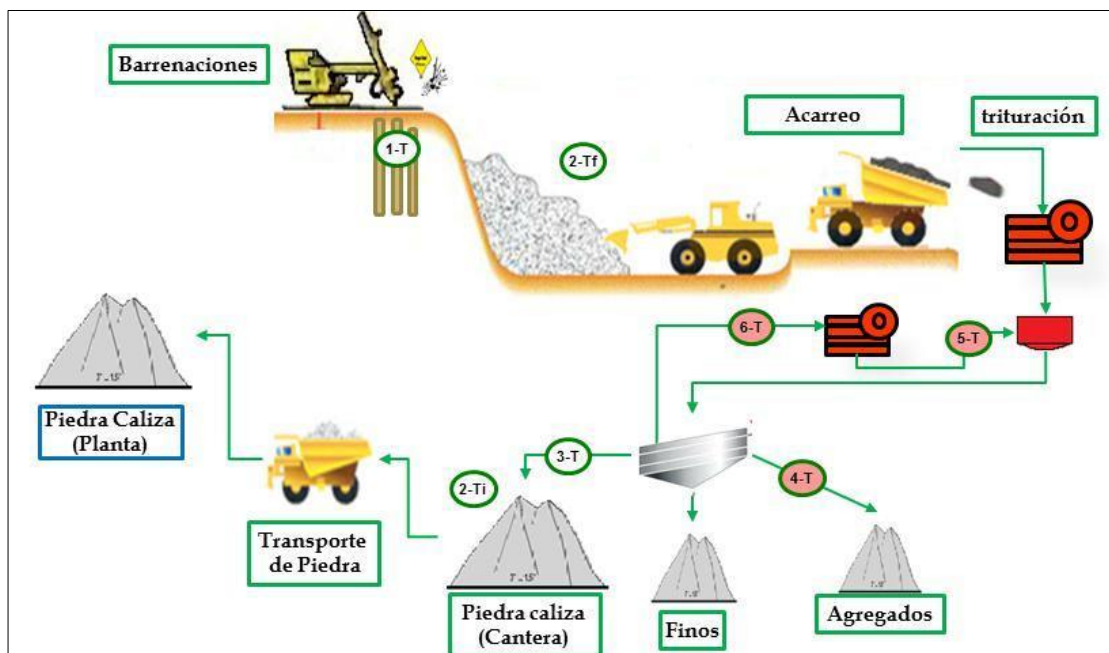 Barrenaciones
Acarreo
trituración
1-T
2-Tf
6-T
5-T
Piedra Caliza
(Planta)
3-T
4-T
2-Ti
Transporte
de Piedra
Piedra caliza
(Cantera)
Finos
Agregados